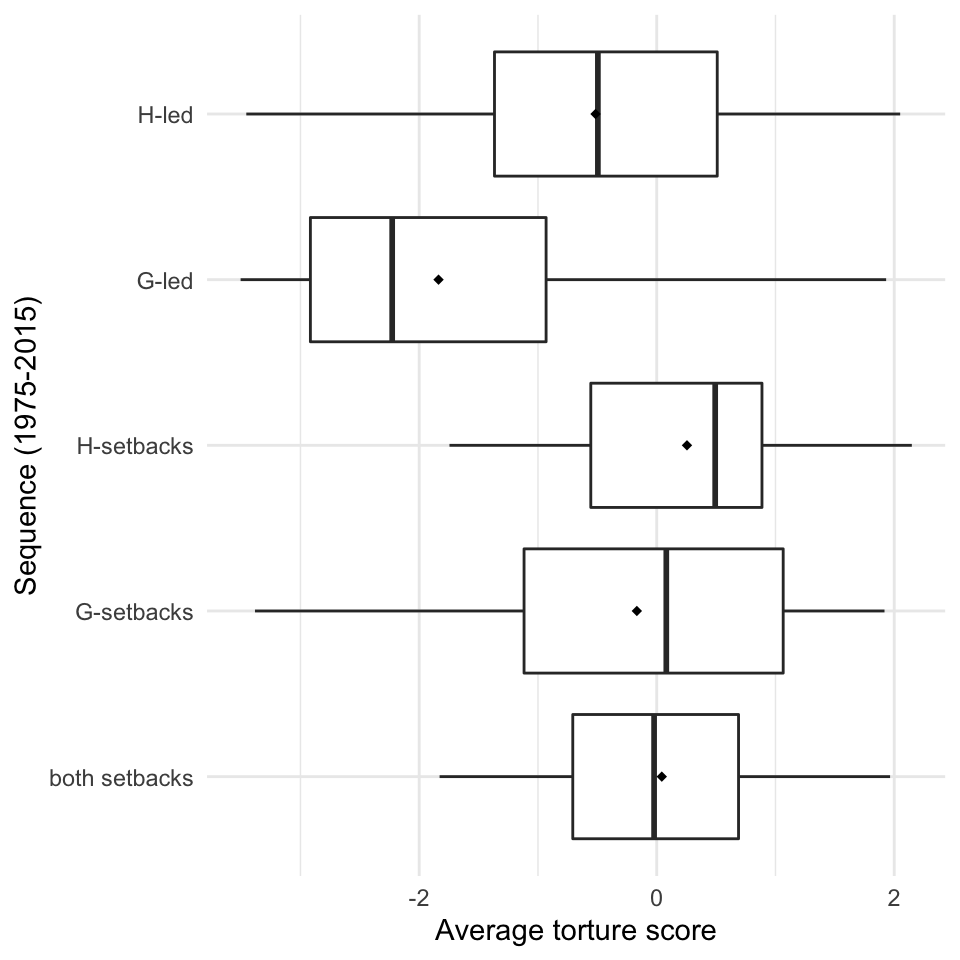 Sequence (1975-2015)
H-led
G-led
H-setbacks
G-setbacks
both setbacks
-2
0
2
Average torture score